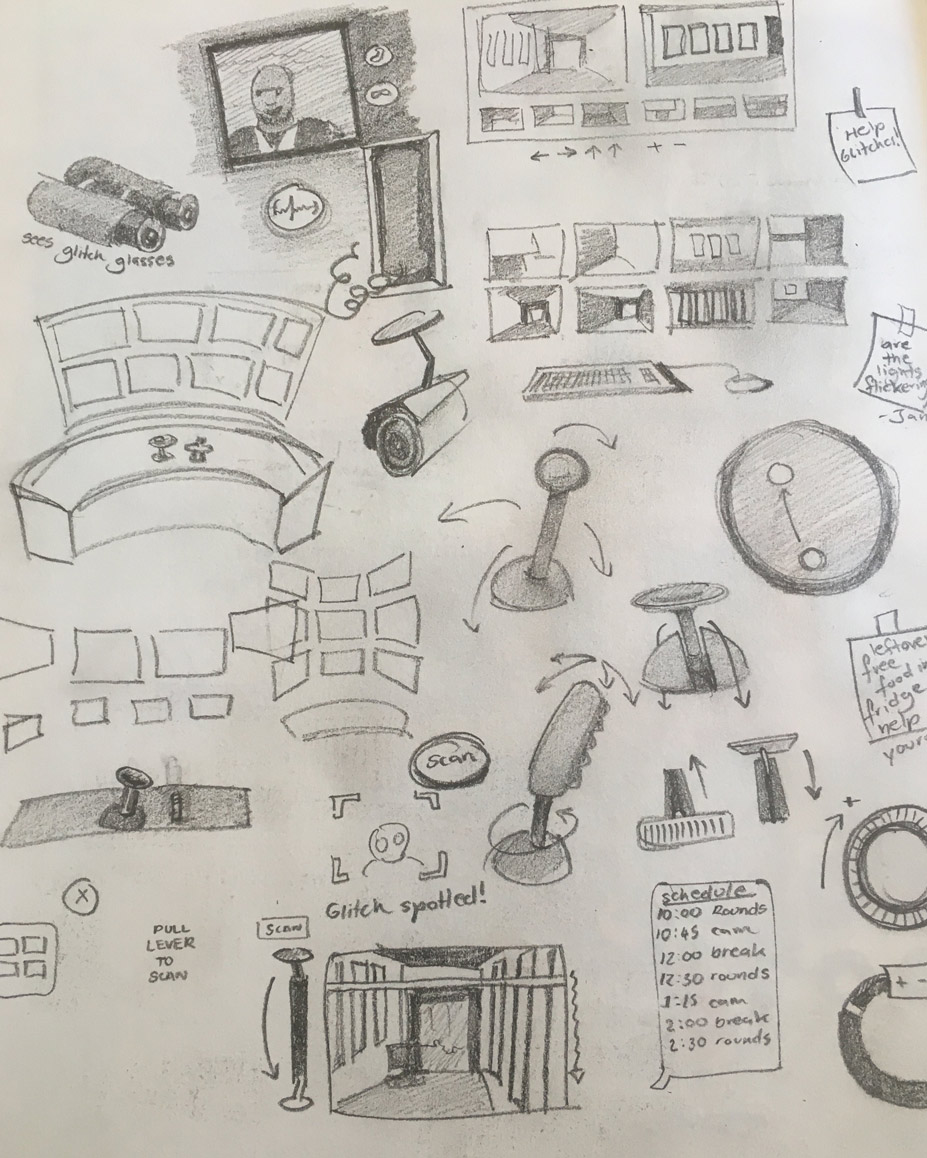 Help
Glitches!
sees glitch glasses
are
the
lights
flickering
-Jan
leftover
free
food in
fridge
help
scan
Glitch spotted!
PULL
LEVER
TO
SCAN
SCAN
schedule
10:00 Rounds
10:45 cam
12:00 break
12:30 rounds
1:15 cam
2:00 break
2:30 rounds